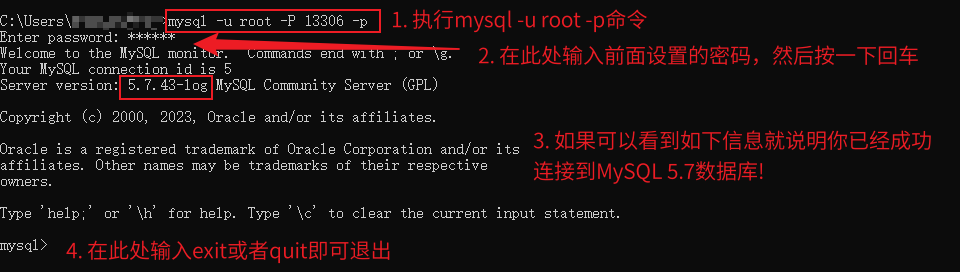 C:\Users\ >mysql -u root -P 13306 -p 1. 执行mysql -u root -p命令
Enter password: ******
2. 在此处输入前面设置的密码，然后按一下回车
Welcome to the MySQL monitor. Commands end with ; or \g.
Your MySQL connection id is 5
Server version: 5.7.43-log MySQL Community Server (GPL)
Copyright (c) 2000, 2023, Oracle and/or its affiliates.
Oracle is a registered trademark of Oracle Corporation and/or its
affiliates. Other names may be trademarks of their respective
owners.
3. 如果可以看到如下信息就说明你已经成功
连接到MySQL 5.7数据库!
Type 'help;' or '\h' for help. Type '\c' to clear the current input statement.
mysql> 4. 在此处输入exit或者quit即可退出